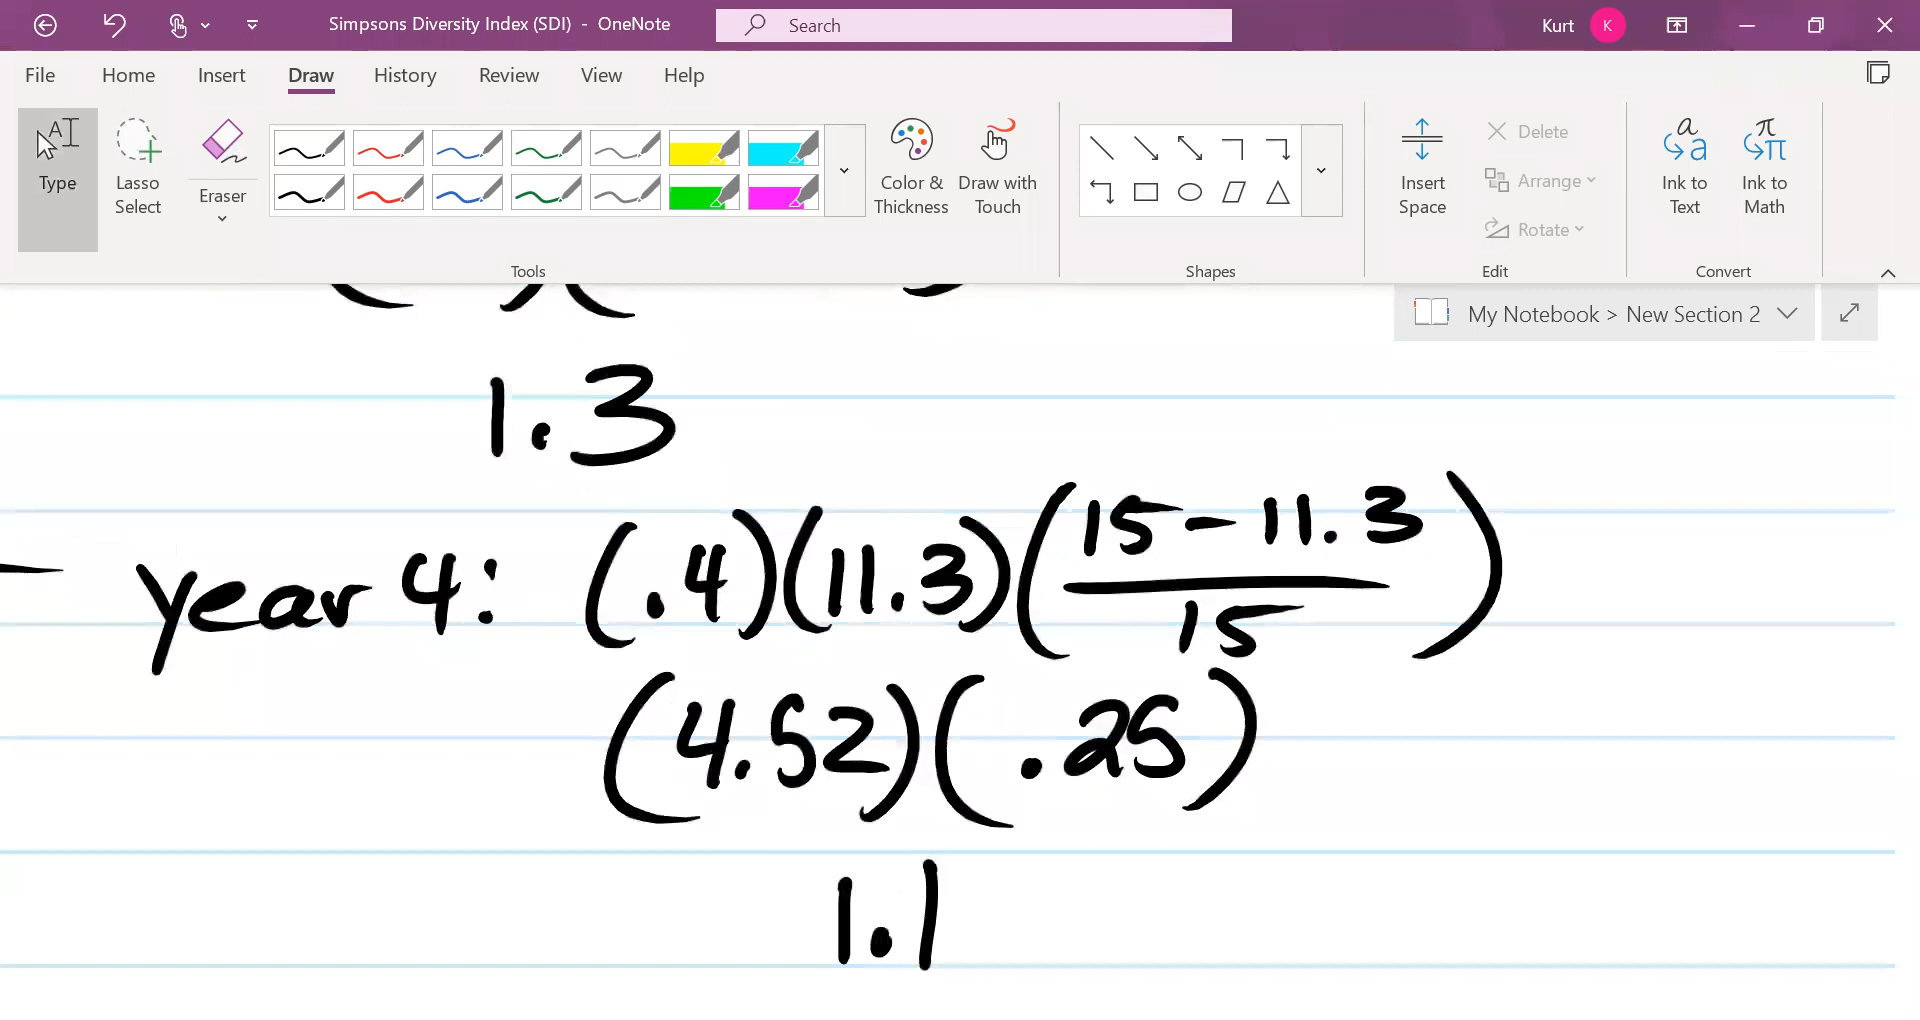 Simpsons Diversity Index (SDI) - OneNote
Search
Kurt
K
File
Home
Insert
Draw
History
Review
View
Help
Type
Lasso
Select
Eraser
Color &
Thickness
Draw with
Touch
Insert
Space
Delete
Arrange
Rotate
Ink to
Text
Ink to
Math
Tools
Shapes
Edit
Convert
My Notebook > New Section 2
1.3
year 4: (.4)(11.3)(15-11.3/15)
(4.52)(.25)
1.1